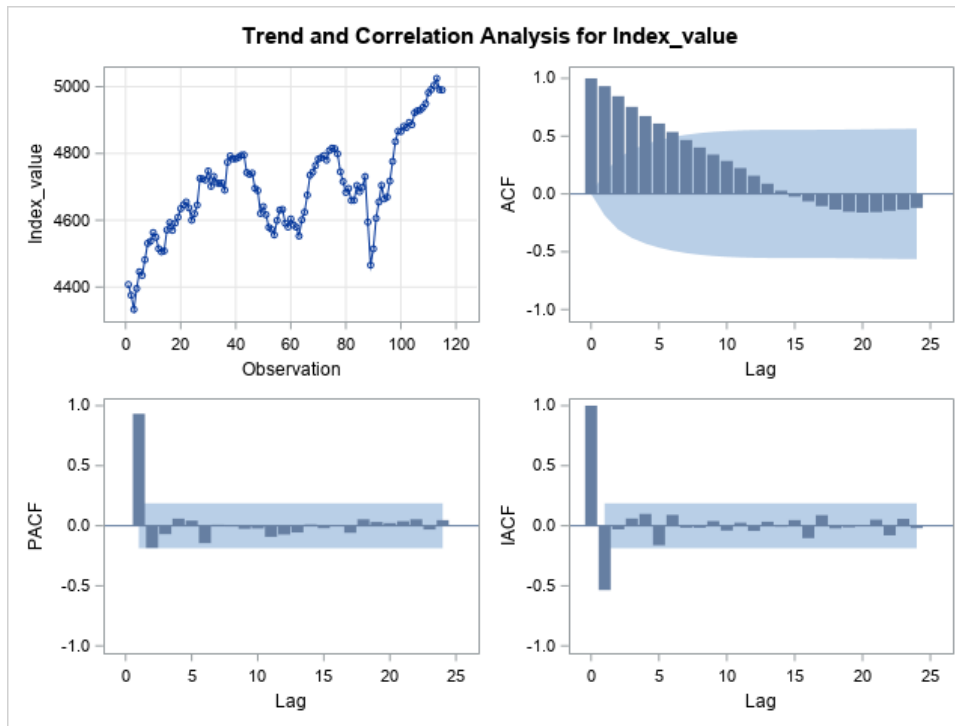 Trend and Correlation Analysis for Index_value
Index_value
5000
4800
4600
4400
0 20 40 60 80 100 120
Observation
ACF
1.0
0.5
0.0
-0.5
-1.0
0 5 10 15 20 25
Lag
PACF
1.0
0.5
0.0
-0.5
-1.0
0 5 10 15 20 25
Lag
IACF
1.0
0.5
0.0
-0.5
-1.0
0 5 10 15 20 25
Lag